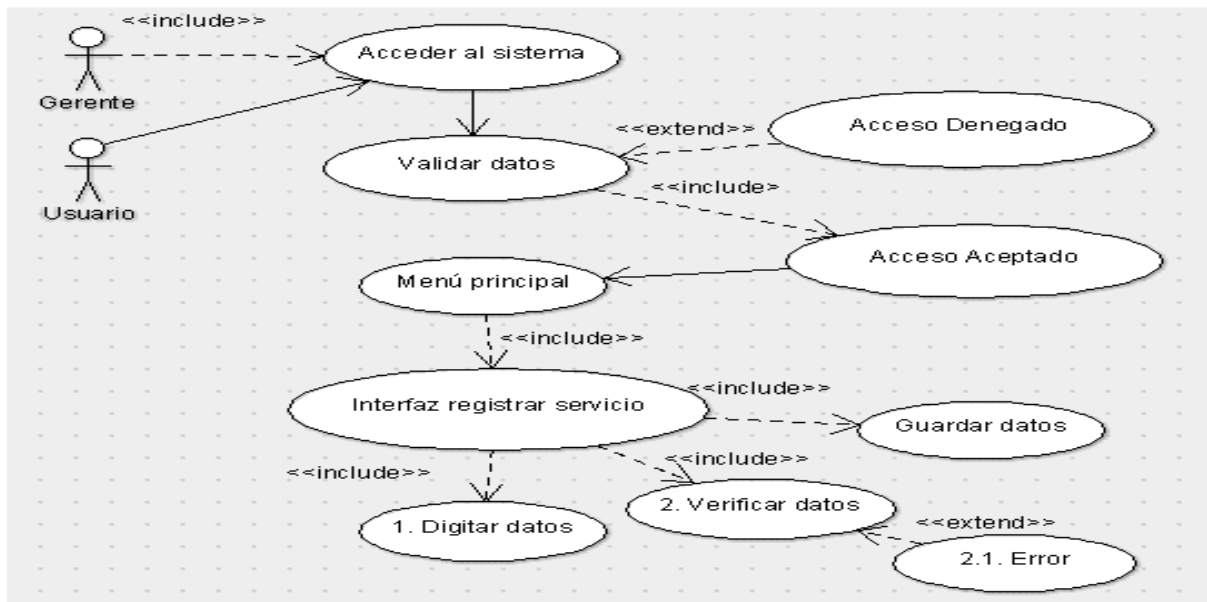 <<include>>
Acceder al sistema
Gerente
<<extend>>
Acceso Denegado
Validar datos
<<include>
Usuario
Acceso Aceptado
Menú principal
<<include>>
<<include>>
Interfaz registrar servicio
Guardar datos
<<include>>
<<include>>
2. Verificar datos
1. Digitar datos
<<extend>>
2.1. Error